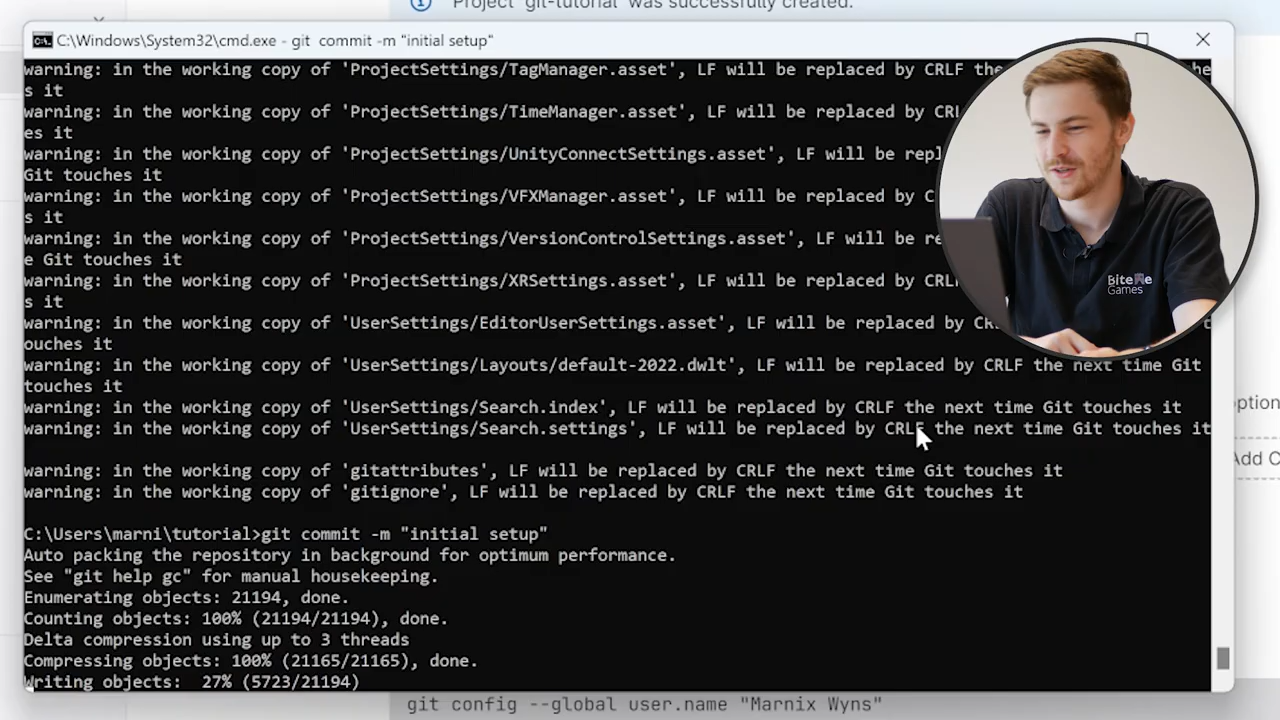 Project 'git-tutorial' was successfully created.
C:\Windows\System32\cmd.exe - git  commit -m "initial setup"
warning: in the working copy of 'ProjectSettings/TagManager.asset', LF will be replaced by CRLF the
s it
warning: in the working copy of 'ProjectSettings/TimeManager.asset', LF will be replaced by CRLF
es it
warning: in the working copy of 'ProjectSettings/UnityConnectSettings.asset', LF will be
Git touches it
warning: in the working copy of 'ProjectSettings/VFXManager.asset', LF will be replaced by
s it
warning: in the working copy of 'ProjectSettings/VersionControlSettings.asset', LF will be
e Git touches it
warning: in the working copy of 'ProjectSettings/XRSettings.asset', LF will be replaced by
s it
warning: in the working copy of 'UserSettings/EditorUserSettings.asset', LF will be replaced by
ouches it
warning: in the working copy of 'UserSettings/Layouts/default-2022.dwlt', LF will be replaced by CRLF the next time Git
touches it
warning: in the working copy of 'UserSettings/Search.index', LF will be replaced by CRLF the next time Git touches it
warning: in the working copy of 'UserSettings/Search.settings', LF will be replaced by CRLF the next time Git touches it
warning: in the working copy of 'gitattributes', LF will be replaced by CRLF the next time Git touches it
warning: in the working copy of 'gitignore', LF will be replaced by CRLF the next time Git touches it
C:\Users\marni\tutorial>git commit -m "initial setup"
Auto packing the repository in background for optimum performance.
See "git help gc" for manual housekeeping.
Enumerating objects: 21194, done.
Counting objects: 100% (21194/21194), done.
Delta compression using up to 3 threads
Compressing objects: 100% (21165/21165), done.
Writing objects:  27% (5723/21194)
git config --global user.name "Marnix Wyns"
BiteMe
Games
ption
Add C